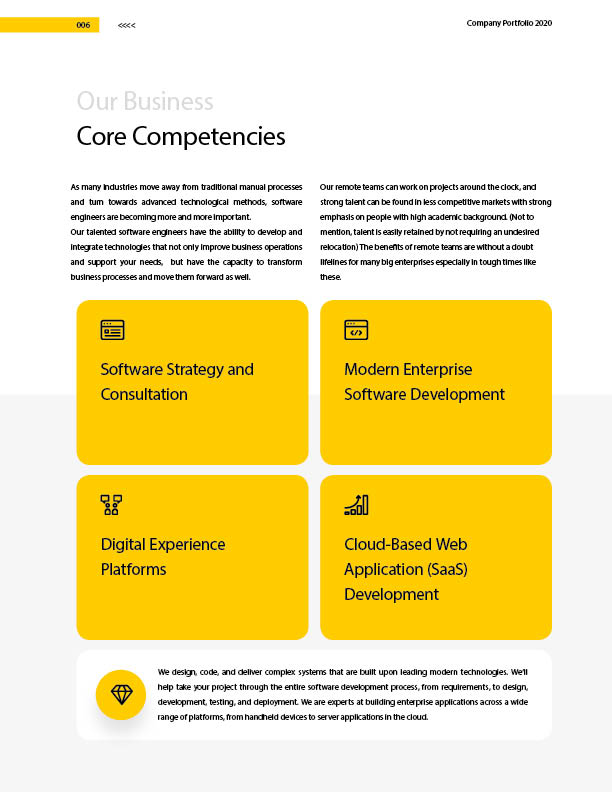 006
<<<<
Company Portfolio 2020
Our Business
Core Competencies
As many industries move away from traditional manual processes
and turn towards advanced technological methods, software
engineers are becoming more and more important.
Our talented software engineers have the ability to develop and
integrate technologies that not only improve business operations
and support your needs, but have the capacity to transform
business processes and move them forward as well.
Our remote teams can work on projects around the clock, and
strong talent can be found in less competitive markets with strong
emphasis on people with high academic background. (Not to
mention, talent is easily retained by not requiring an undesired
relocation) The benefits of remote teams are without a doubt
lifelines for many big enterprises especially in tough times like
these.
Software Strategy and
Consultation
Modern Enterprise
Software Development
Digital Experience
Platforms
Cloud-Based Web
Application (SaaS)
Development
We design, code, and deliver complex systems that are built upon leading modern technologies. We'll
help take your project through the entire software development process, from requirements, to design,
development, testing, and deployment. We are experts at building enterprise applications across a wide
range of platforms, from handheld devices to server applications in the cloud.